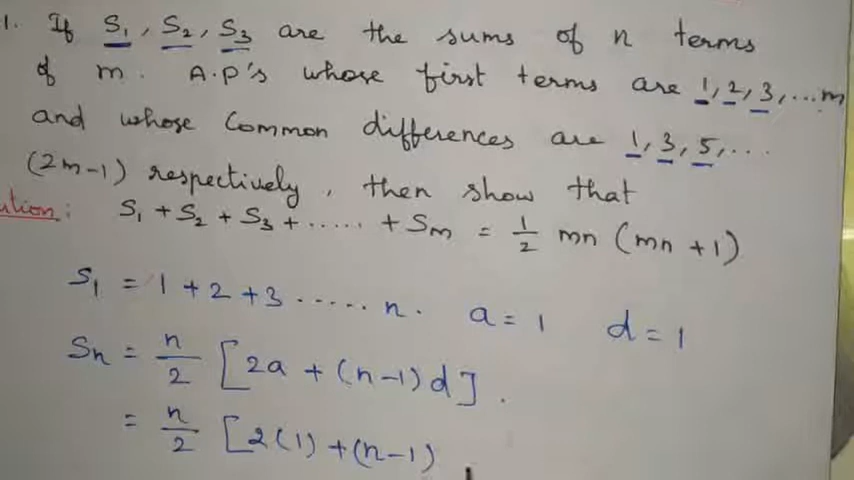 1. If S₁, S₂, S₃ are the sums of n terms
of m. A.P's whose first terms are 1, 2, 3, ...m
and whose Common differences are 1, 3, 5, ...
(2m-1) respectively, then show that
ution: S₁ + S₂ + S₃ + ...... + Sm = 1/2 mn (mn + 1)
S₁ = 1 + 2 + 3 ...... n. a = 1 d = 1
Sn = n/2 [2a + (n-1) d].
= n/2 [2(1) + (n-1)